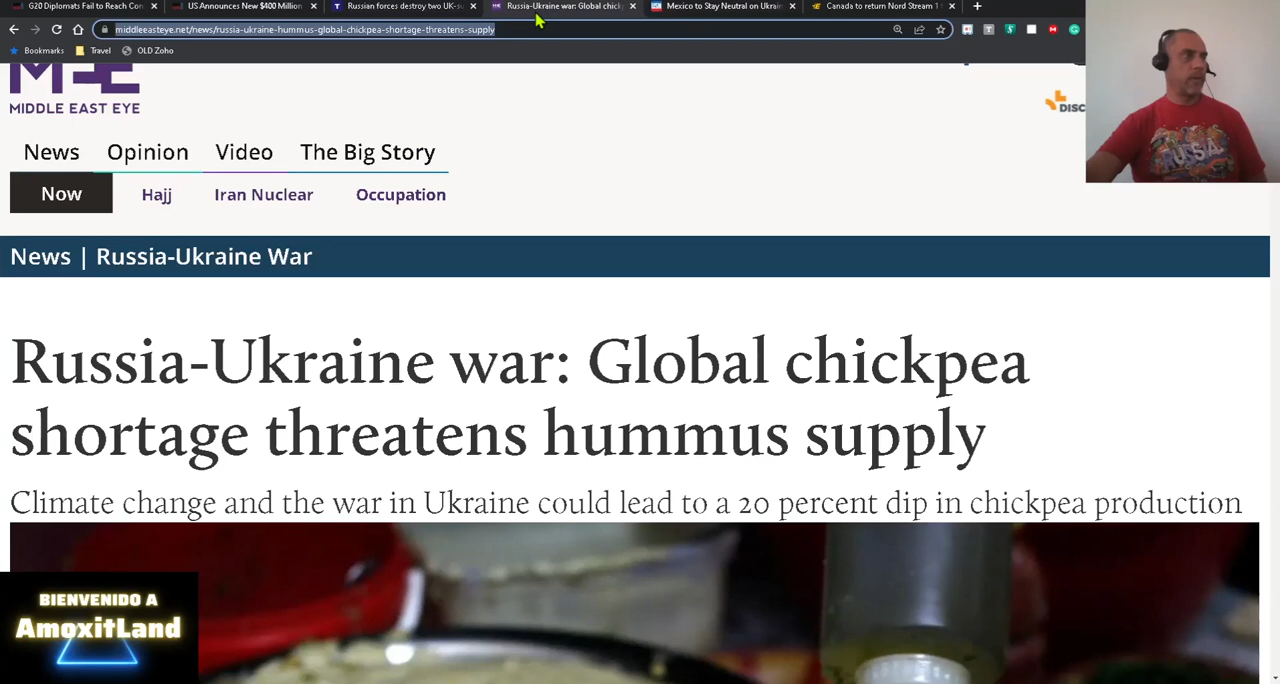 G20 Diplomats Fail to Reach Con
US Announces New $400 Million
Russian forces destroy two UK-su
Russia-Ukraine war: Global chick
Mexico to Stay Neutral on Ukrain
Canada to return Nord Stream 1
middleeasteye.net/news/russia-ukraine-hummus-global-chickpea-shortage-threatens-supply
Bookmarks
Travel
OLD Zoho
MEE
MIDDLE EAST EYE
DISC
News
Opinion
Video
The Big Story
Now
Hajj
Iran Nuclear
Occupation
RUSSIA
News | Russia-Ukraine War
Russia-Ukraine war: Global chickpea
shortage threatens hummus supply
Climate change and the war in Ukraine could lead to a 20 percent dip in chickpea production
BIENVENIDO A
AmoxitLand